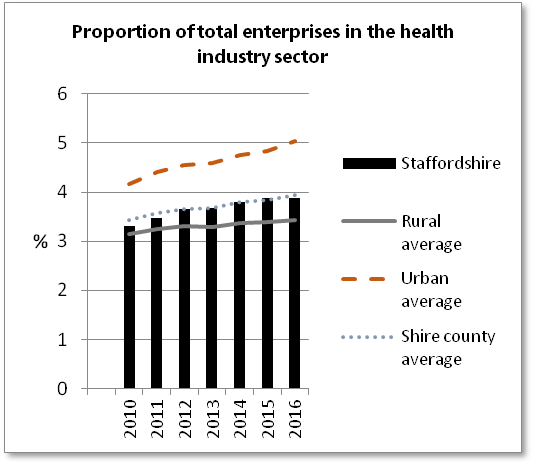 Proportion of total enterprises in the health
industry sector
6
5
4
3
2
1
0
%
2010
2011
2012
2013
2014
2015
2016
Staffordshire
Rural
average
Urban
average
Shire county
average